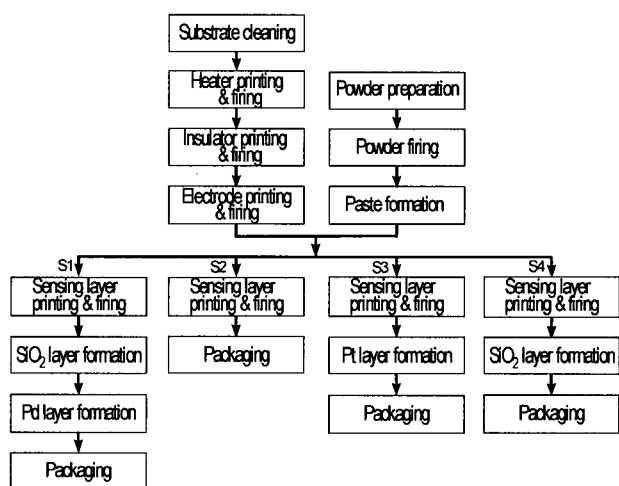 Substrate cleaning
Heater printing
& firing
Powder preparation
Insulator printing
& firing
Powder firing
Electrode printing
& firing
Paste formation
S1
S2
S3
S4
Sensing layer
printing & firing
Sensing layer
printing & firing
Sensing layer
printing & firing
Sensing layer
printing & firing
SiO₂ layer formation
Packaging
Pt layer formation
SiO₂ layer formation
Pd layer formation
Packaging
Packaging
Packaging